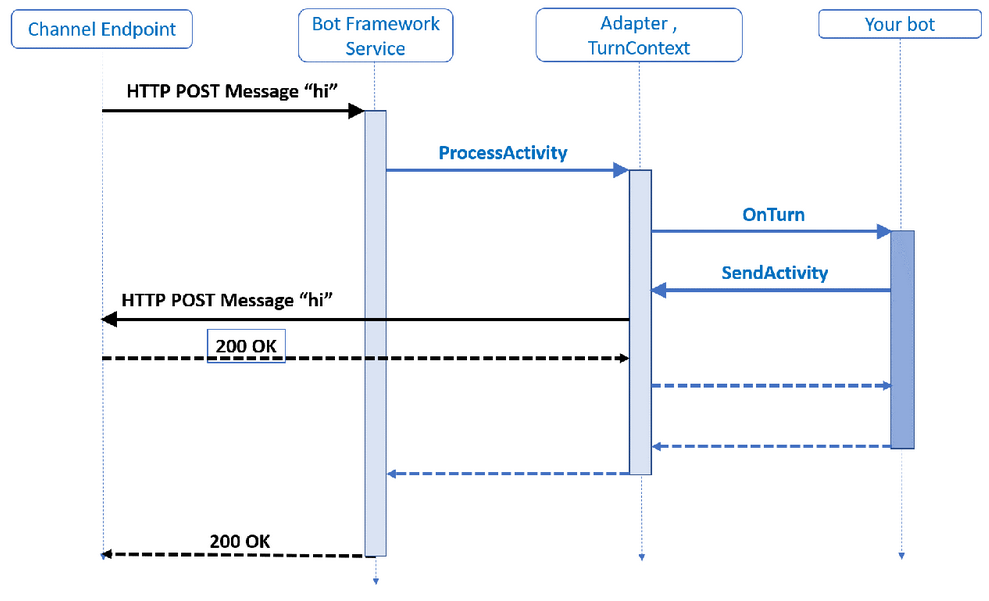 Channel Endpoint
Bot Framework
Service
Adapter ,
TurnContext
Your bot
HTTP POST Message “hi”
ProcessActivity
OnTurn
SendActivity
HTTP POST Message “hi”
200 OK
200 OK